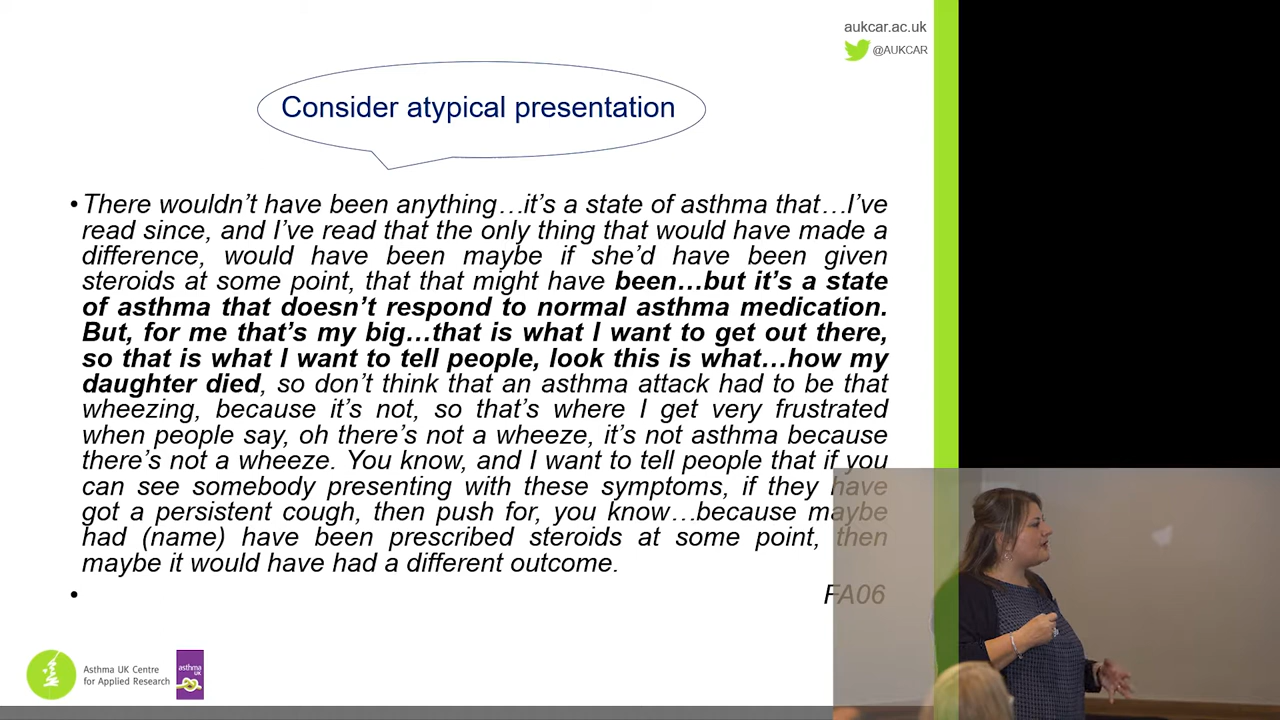 aukcar.ac.uk
@AUKCAR
Consider atypical presentation
•There wouldn’t have been anything…it’s a state of asthma that…I’ve
read since, and I’ve read that the only thing that would have made a
difference, would have been maybe if she’d have been given
steroids at some point, that that might have been…but it’s a state
of asthma that doesn’t respond to normal asthma medication.
But, for me that’s my big…that is what I want to get out there,
so that is what I want to tell people, look this is what…how my
daughter died, so don’t think that an asthma attack had to be that
wheezing, because it’s not, so that’s where I get very frustrated
when people say, oh there’s not a wheeze, it’s not asthma because
there’s not a wheeze. You know, and I want to tell people that if you
can see somebody presenting with these symptoms, if they have
got a persistent cough, then push for, you know…because maybe
had (name) have been prescribed steroids at some point, then
maybe it would have had a different outcome.
• FA06
Asthma UK Centre
for Applied Research
asthma
UK